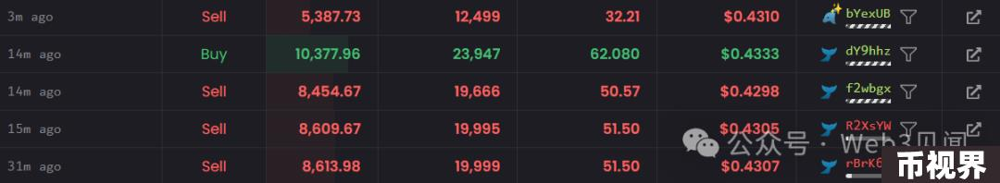 3m ago Sell 5,387.73 12,499 32.21 $0.4310 bYexUB
14m ago Buy 10,377.96 23,947 62.080 $0.4333 dY9hhz
14m ago Sell 8,454.67 19,666 50.57 $0.4298 f2wbgx
15m ago Sell 8,609.67 19,995 51.50 $0.4305 R2XsYW
公众号 · Web3见闻
31m ago Sell 8,613.98 19,999 51.50 $0.4307 rBrK6
币视界